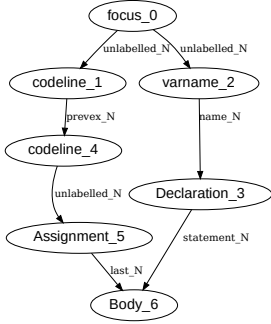 focus_0
unlabelled_N unlabelled_N
codeline_1 varname_2
prevex_N name_N
codeline_4
unlabelled_N Declaration_3
Assignment_5 statement_N
last_N
Body_6